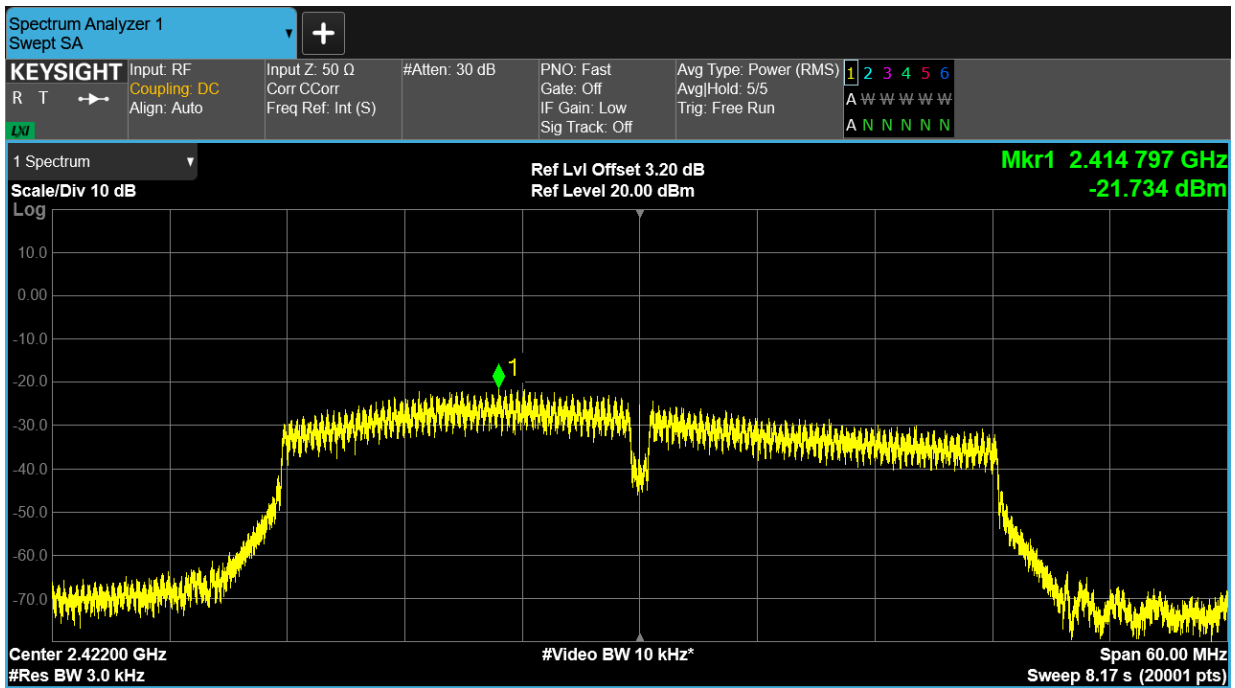 Spectrum Analyzer 1
Swept SA
+
KEYSIGHT Input: RF Input Z: 50 Ω #Atten: 30 dB PNO: Fast Avg Type: Power (RMS) 1 2 3 4 5 6
R T Coupling: DC Corr CCorr Gate: Off Avg|Hold: 5/5 A W W W W W
Align: Auto Freq Ref: Int (S) IF Gain: Low Trig: Free Run
LXI Sig Track: Off A N N N N N
1 Spectrum
Ref Lvl Offset 3.20 dB
Mkr1 2.414 797 GHz
Scale/Div 10 dB
Ref Level 20.00 dBm
-21.734 dBm
Log
10.0
0.00
-10.0
1
-20.0
-30.0
-40.0
-50.0
-60.0
-70.0
Center 2.42200 GHz #Video BW 10 kHz* Span 60.00 MHz
#Res BW 3.0 kHz Sweep 8.17 s (20001 pts)